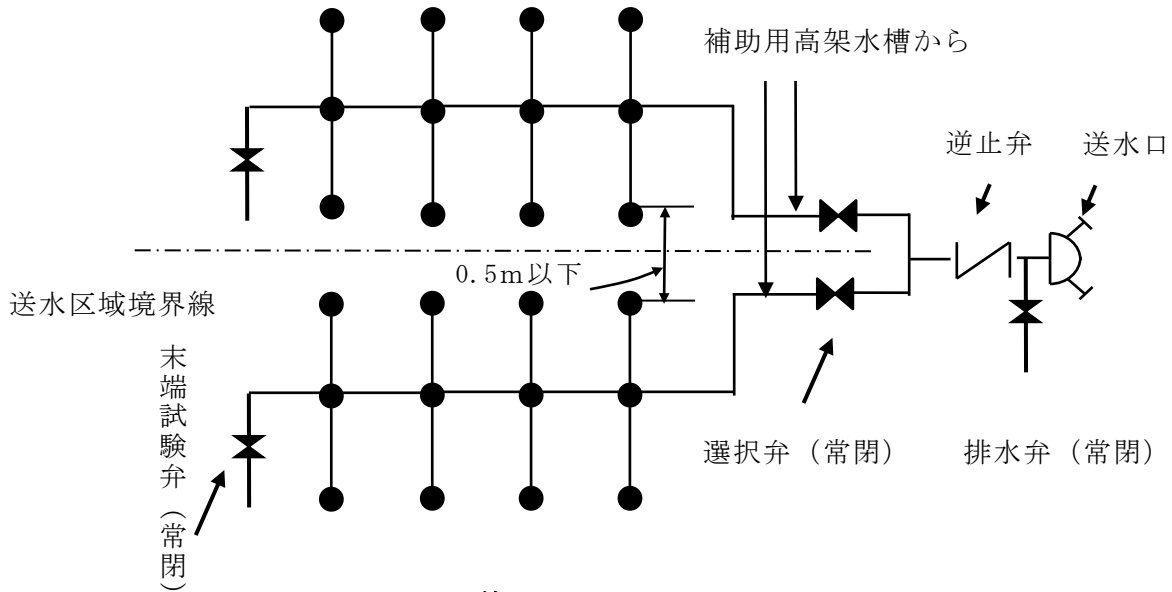 補助用高架水槽から
逆止弁
送水口
0.5m以下
送水区域境界線
末端試験弁（常閉）
選択弁（常閉）
排水弁（常閉）